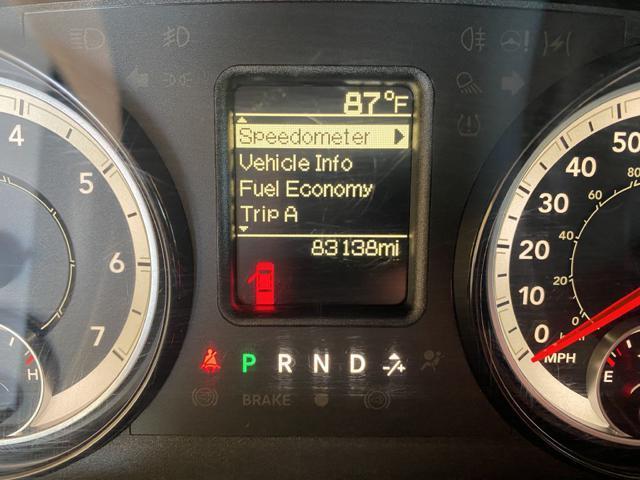 87°F
Speedometer
Vehicle Info
Fuel Economy
Trip A
83138mi
4
5
6
7
H
P R N D -/+
BRAKE
50
40
30
20
10
0
MPH
80
60
40
20
0
E